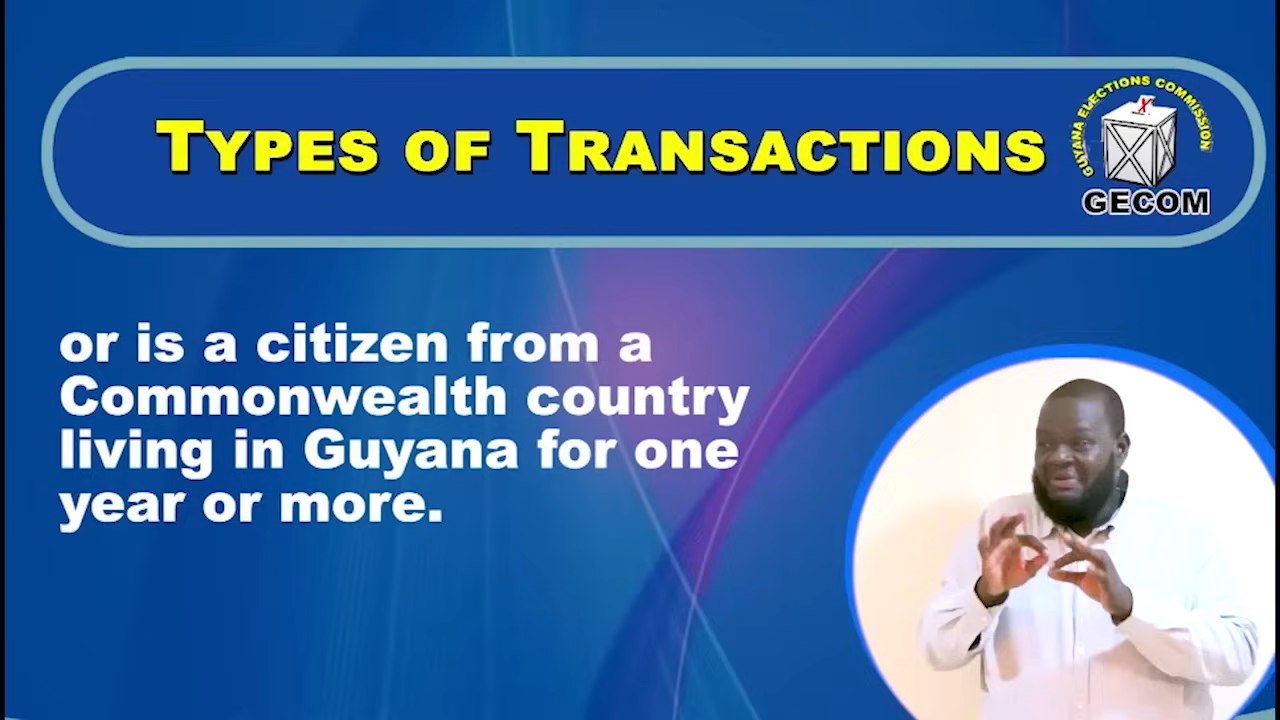 TYPES OF TRANSACTIONS
GUYANA ELECTIONS COMMISSION
X
GECOM
or is a citizen from a
Commonwealth country
living in Guyana for one
year or more.